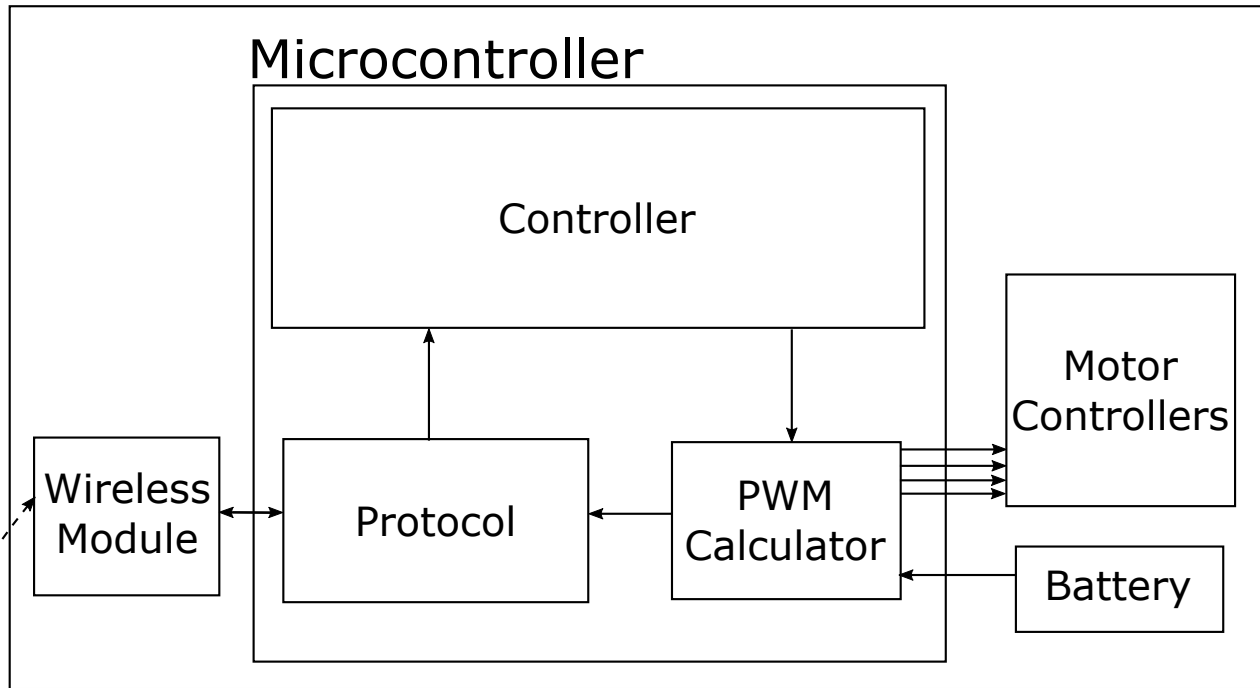 Microcontroller
Controller
Motor
Controllers
Wireless
Module
Protocol
PWM
Calculator
Battery